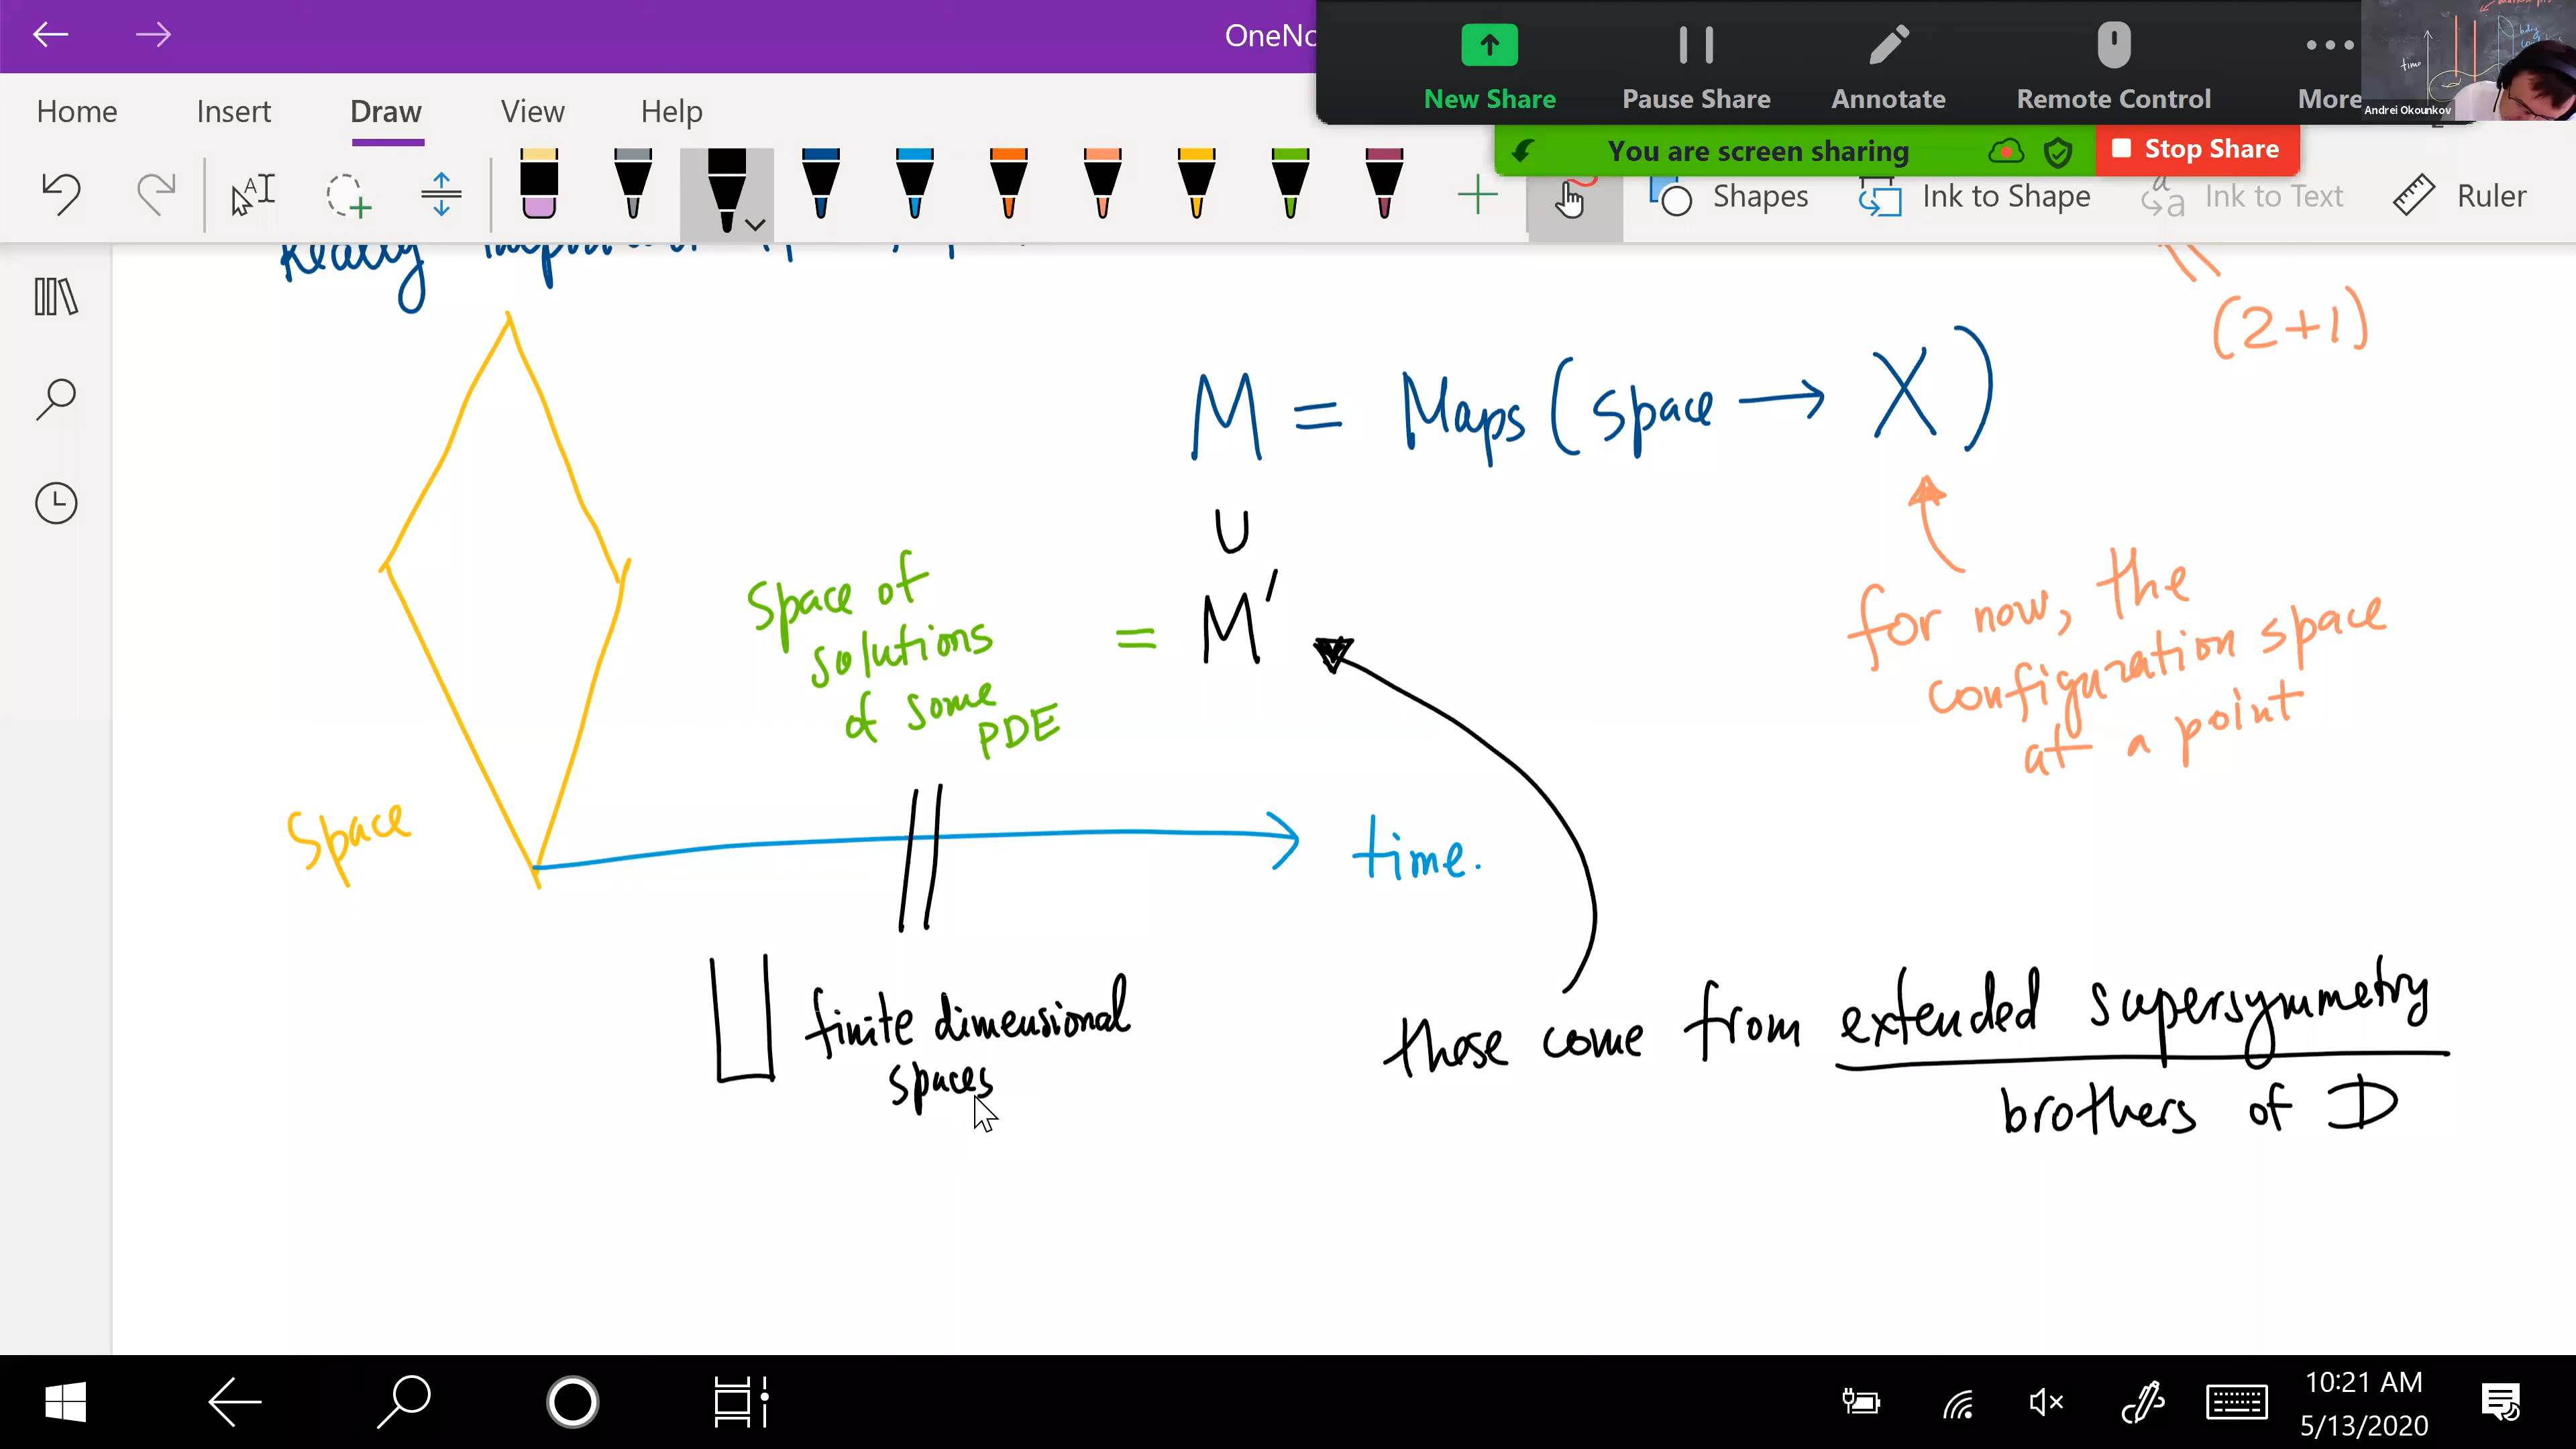 OneNo
New Share
Pause Share
Annotate
Remote Control
More
Andrei Okounkov
time
You are screen sharing
Stop Share
Home Insert Draw View Help
Shapes
Ink to Shape
Ink to Text
Ruler
Really
(2+1)
M = Maps (space → X)
∪
M'
Space of
solutions
of some
PDE
=
for now, the
configuration space
at a point
Space
time.
⊔ finite dimensional
spaces
these come from extended supersymmetry
brothers of D
10:21 AM
5/13/2020